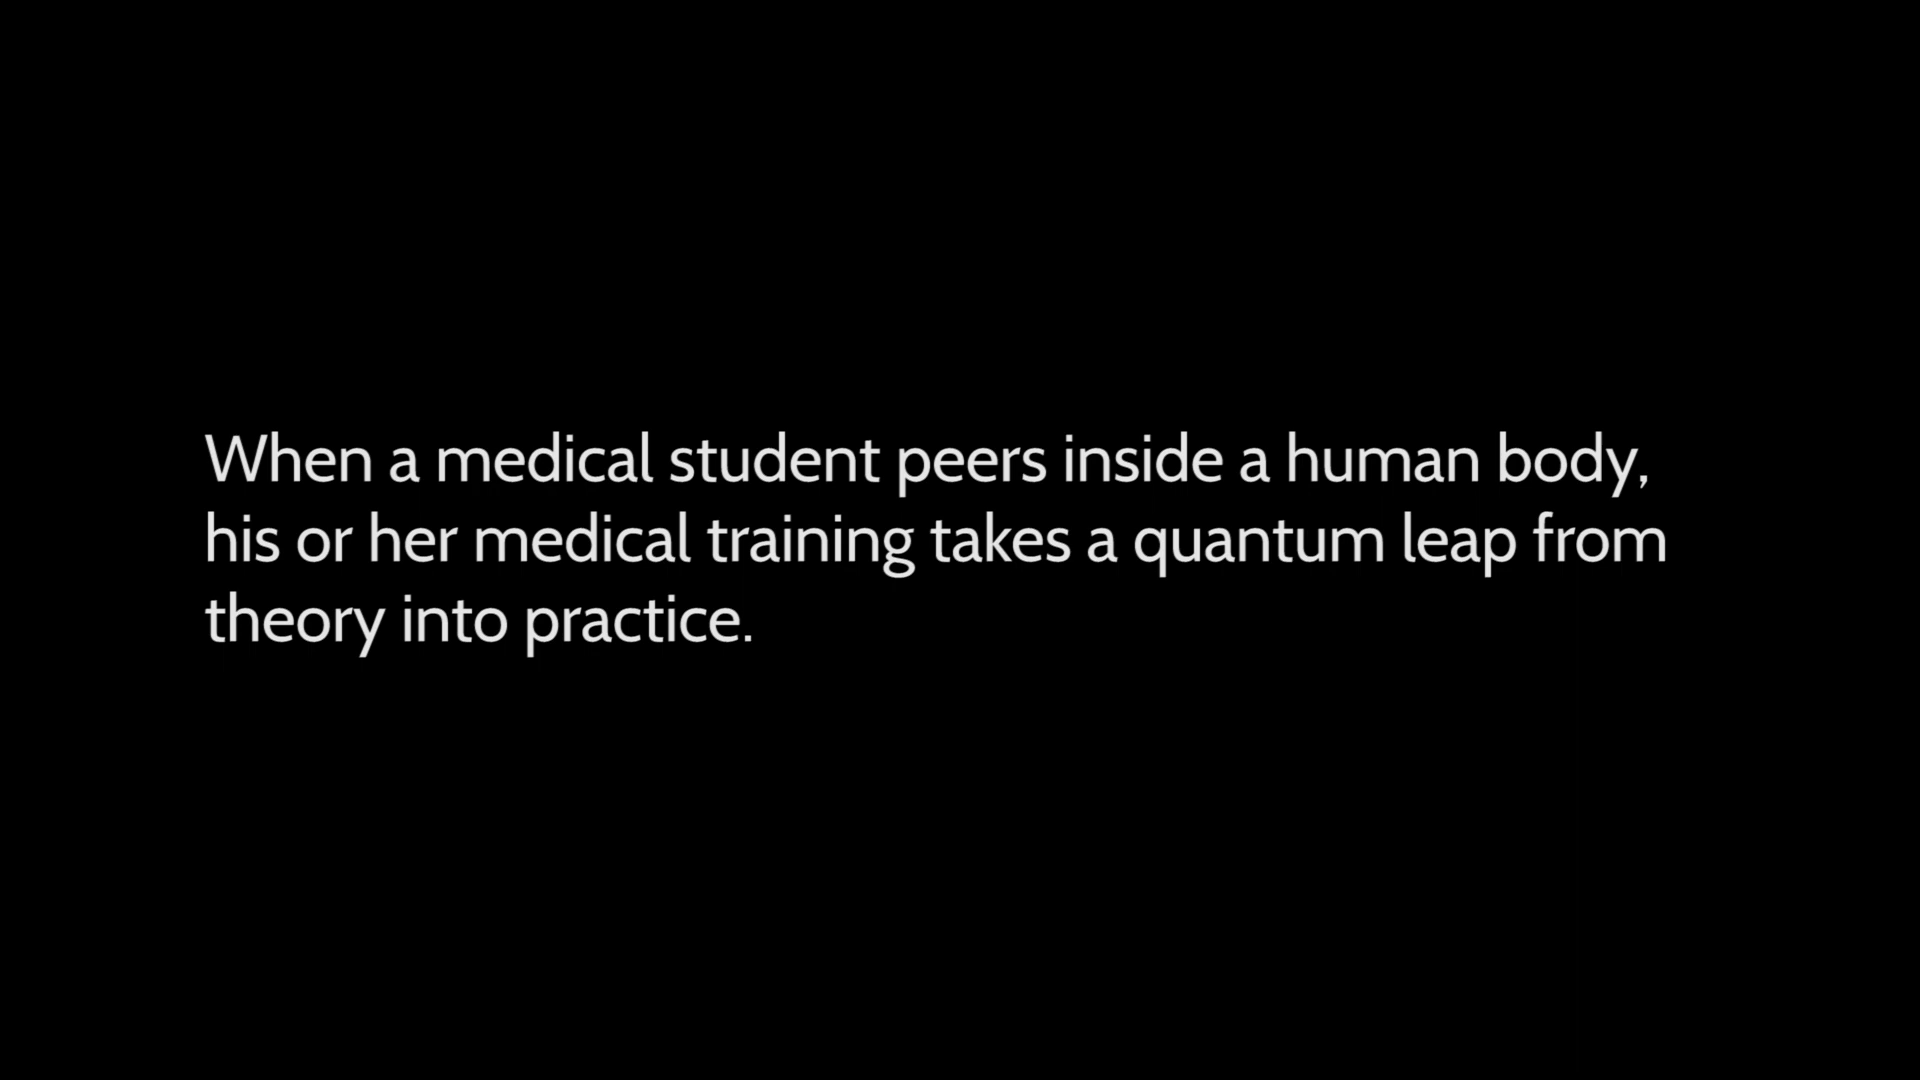 When a medical student peers inside a human body,
his or her medical training takes a quantum leap from
theory into practice.